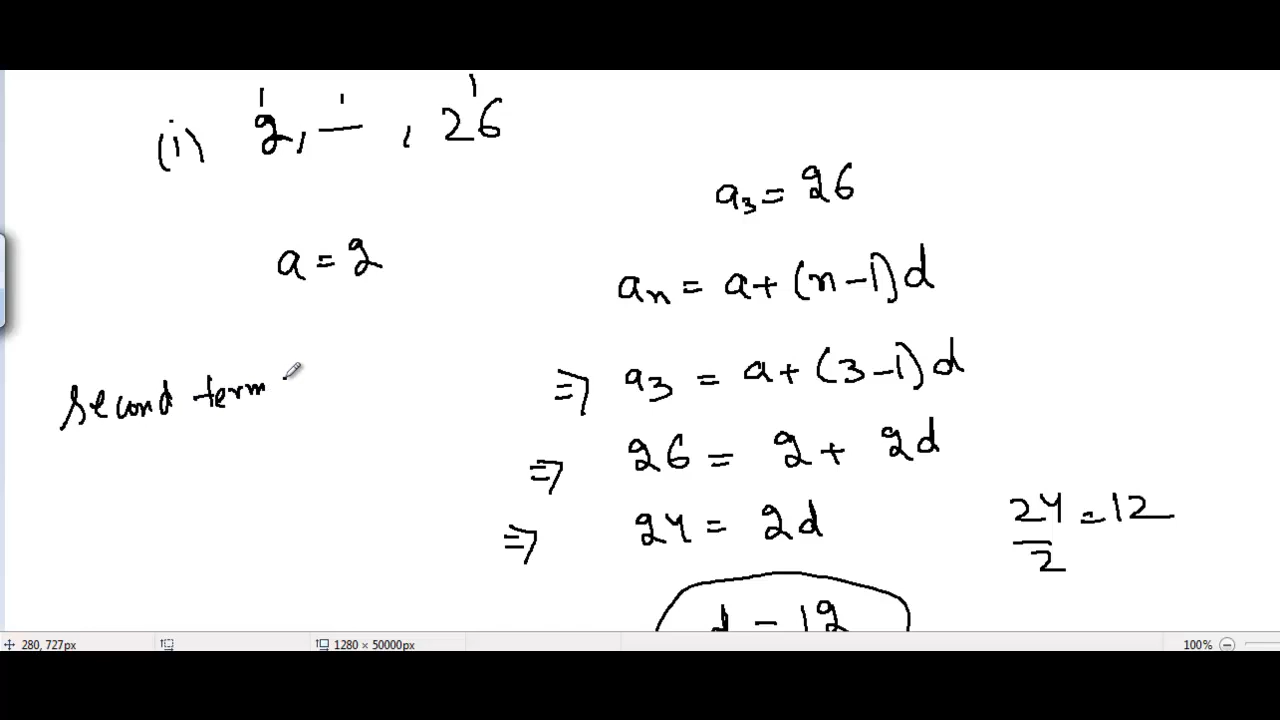 (i) 2, — , 26
a₃ = 26
a = 2
aₙ = a + (n-1)d
⇒ a₃ = a + (3-1)d
Second term
⇒ 26 = 2 + 2d
⇒ 24 = 2d
24/2 = 12
d = 12
280, 727px
1280 × 50000px
100%